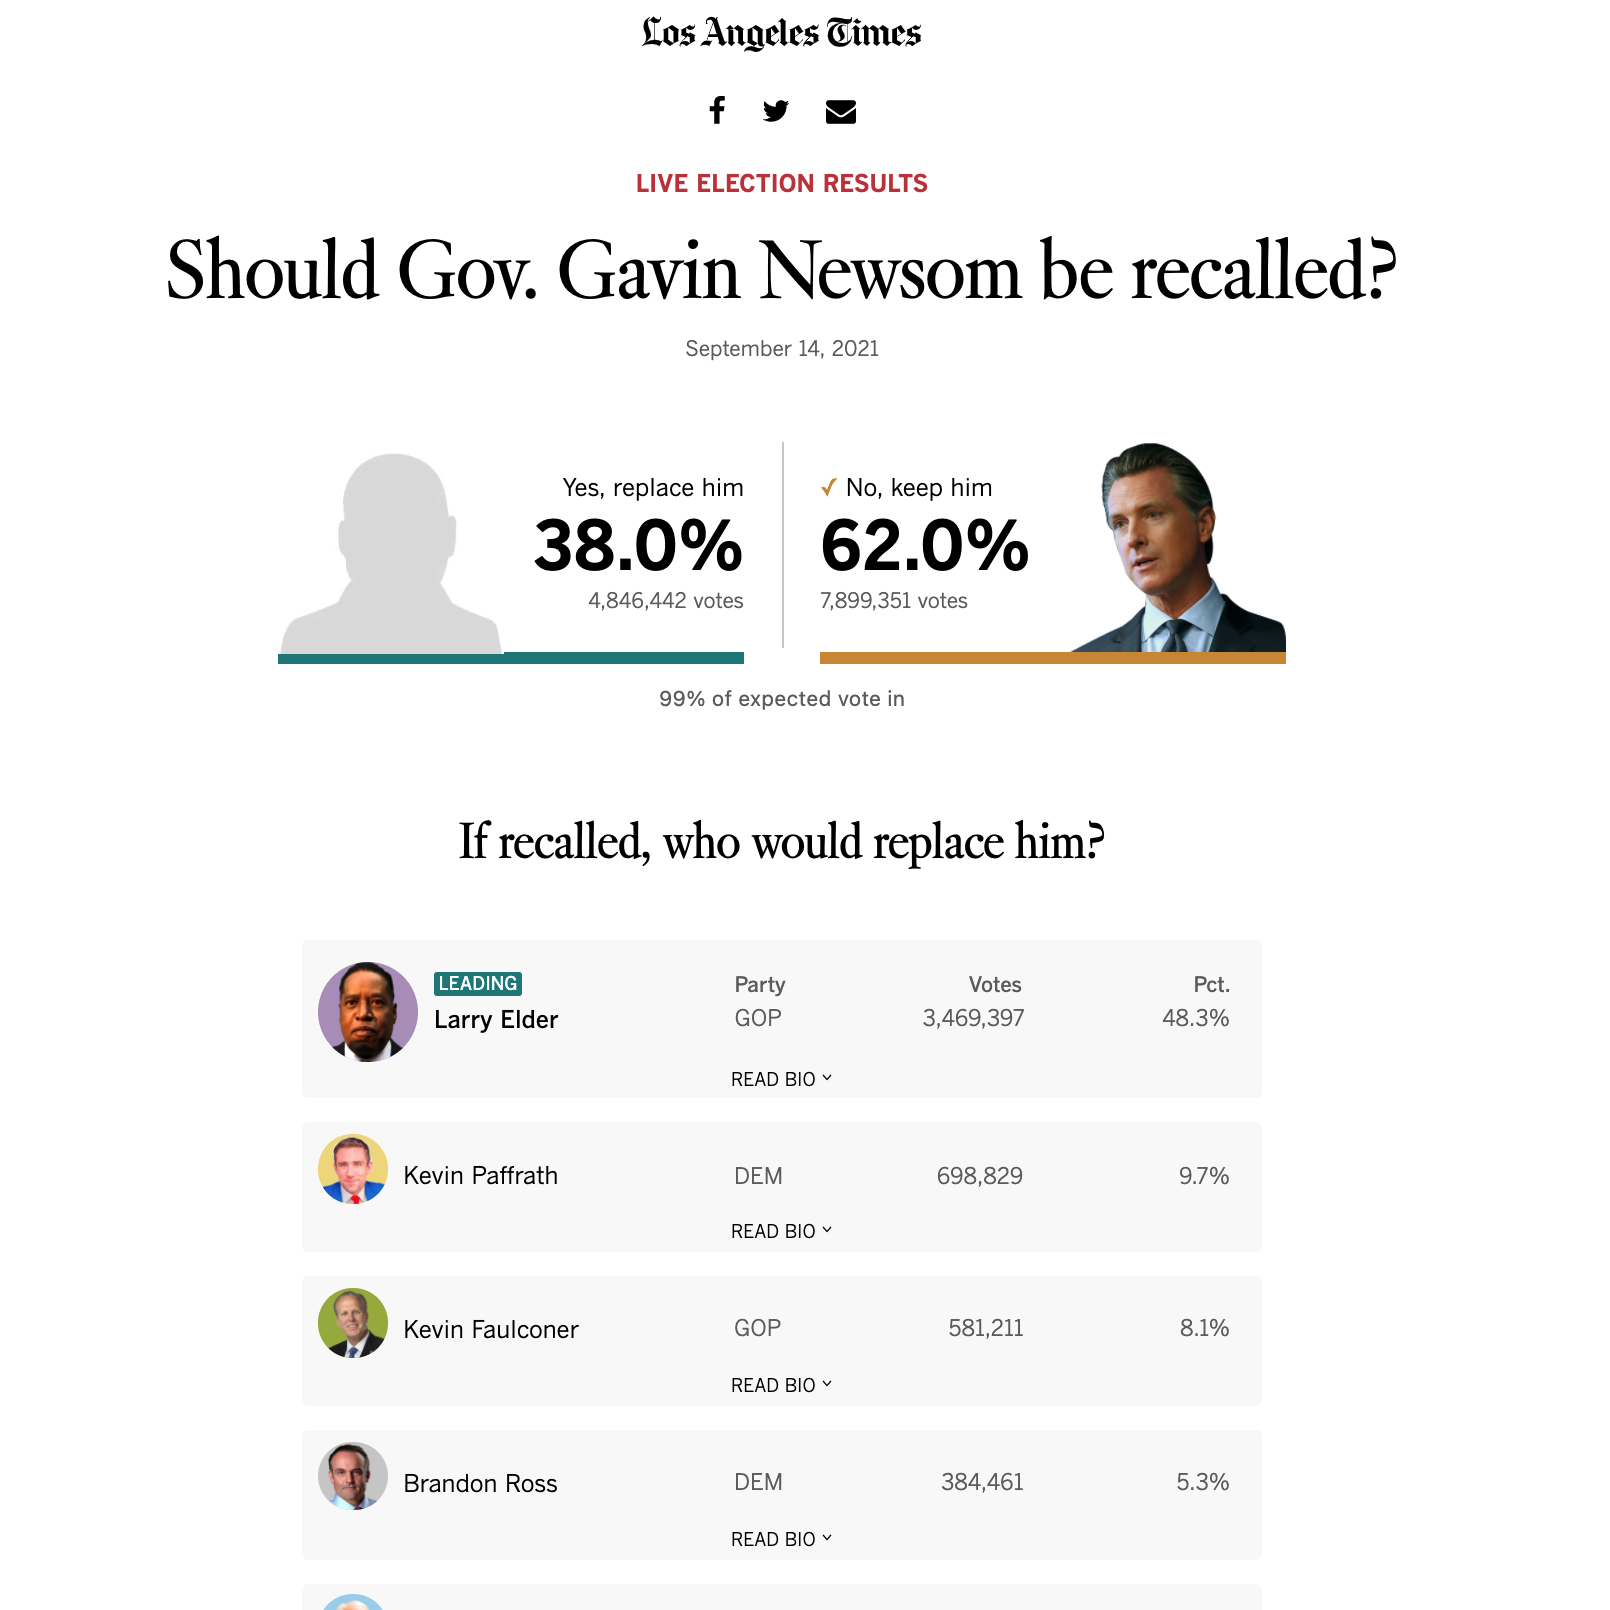 Los Angeles Times
LIVE ELECTION RESULTS
Should Gov. Gavin Newsom be recalled?
September 14, 2021
Yes, replace him
38.0%
4,846,442 votes
No, keep him
62.0%
7,899,351 votes
99% of expected vote in
If recalled, who would replace him?
LEADING Party Votes Pct.
Larry Elder GOP 3,469,397 48.3%
READ BIO
Kevin Paffrath DEM 698,829 9.7%
READ BIO
Kevin Faulconer GOP 581,211 8.1%
READ BIO
Brandon Ross DEM 384,461 5.3%
READ BIO